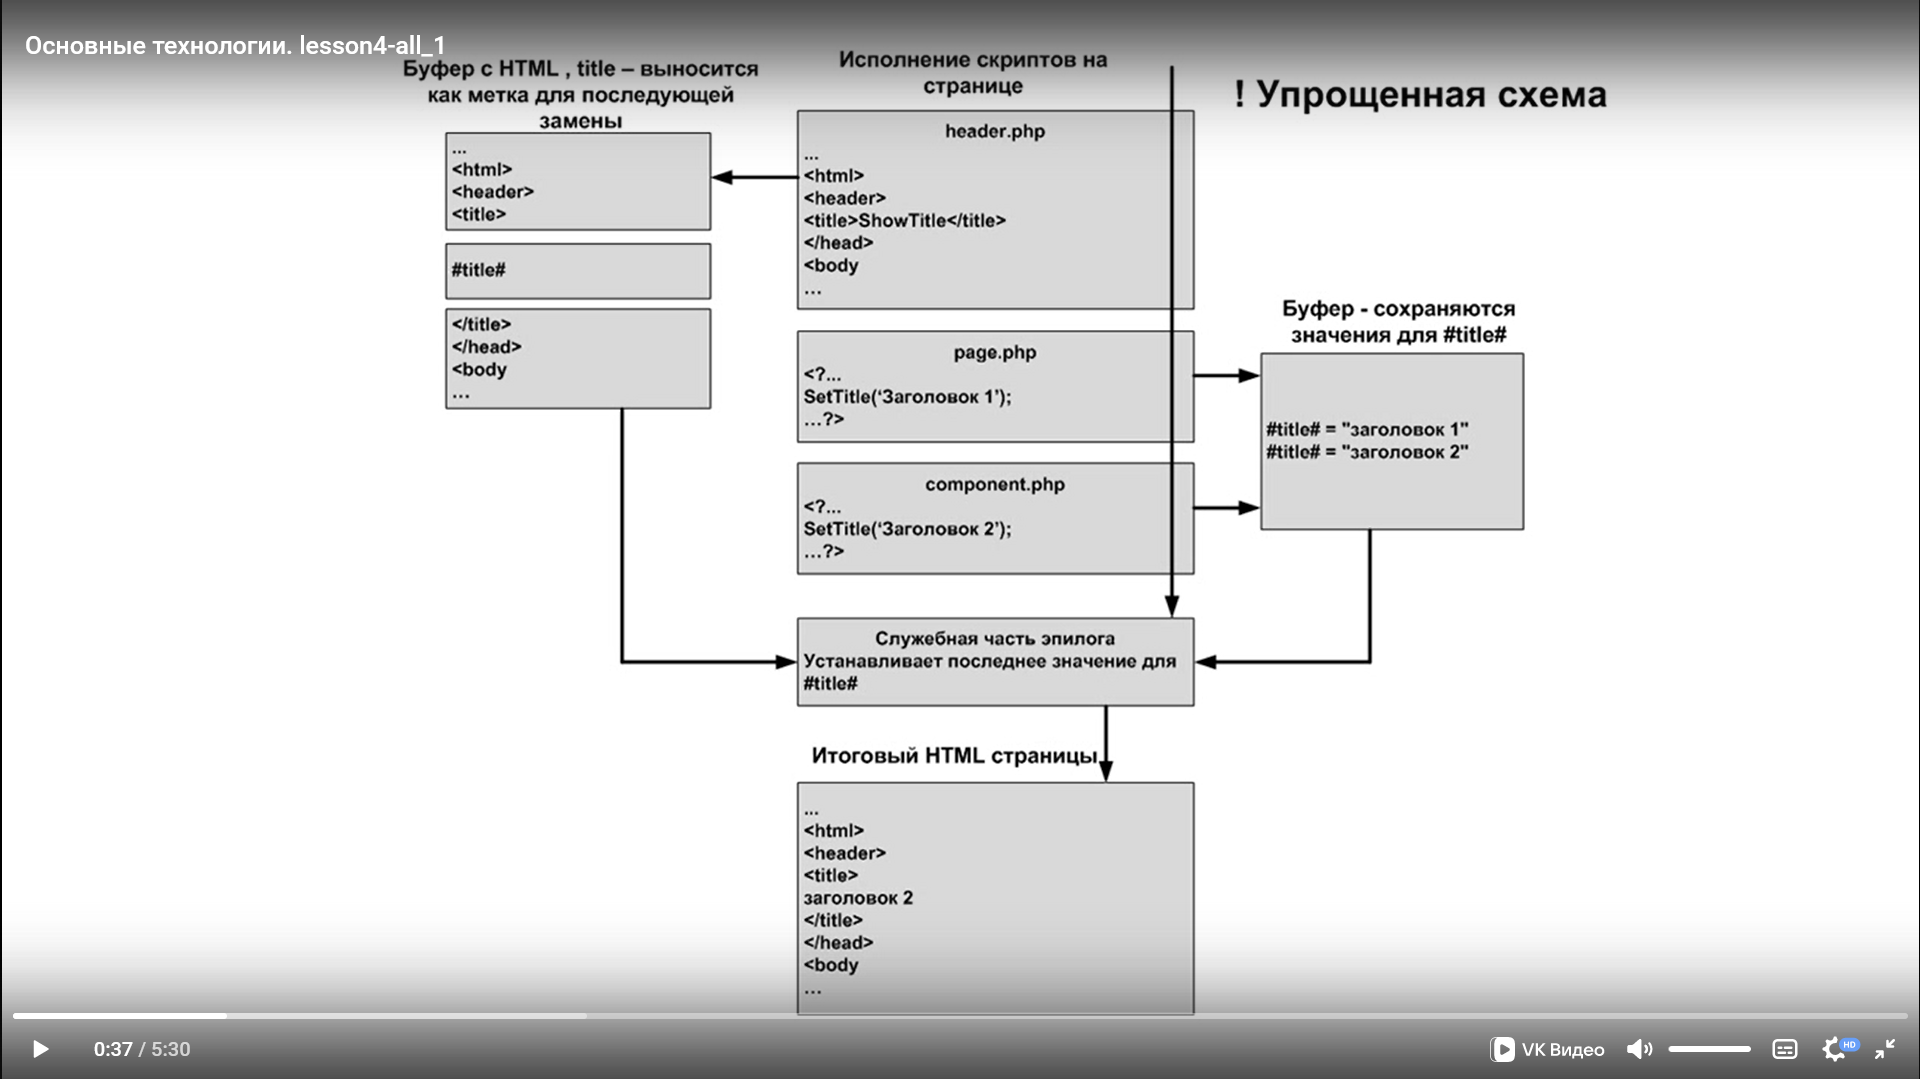 Основные технологии. lesson4-all_1
Буфер с HTML , title – выносится
как метка для последующей
замены
...
<html>
<header>
<title>
#title#
</title>
</head>
<body
...
Исполнение скриптов на
странице
header.php
...
<html>
<header>
<title>ShowTitle</title>
</head>
<body
...
page.php
<?...
SetTitle(‘Заголовок 1’);
...?>
component.php
<?...
SetTitle(‘Заголовок 2’);
...?>
! Упрощенная схема
Буфер - сохраняются
значения для #title#
#title# = "заголовок 1"
#title# = "заголовок 2"
Служебная часть эпилога
Устанавливает последнее значение для
#title#
Итоговый HTML страницы
...
<html>
<header>
<title>
заголовок 2
</title>
</head>
<body
...
0:37 / 5:30
VK Видео
HD